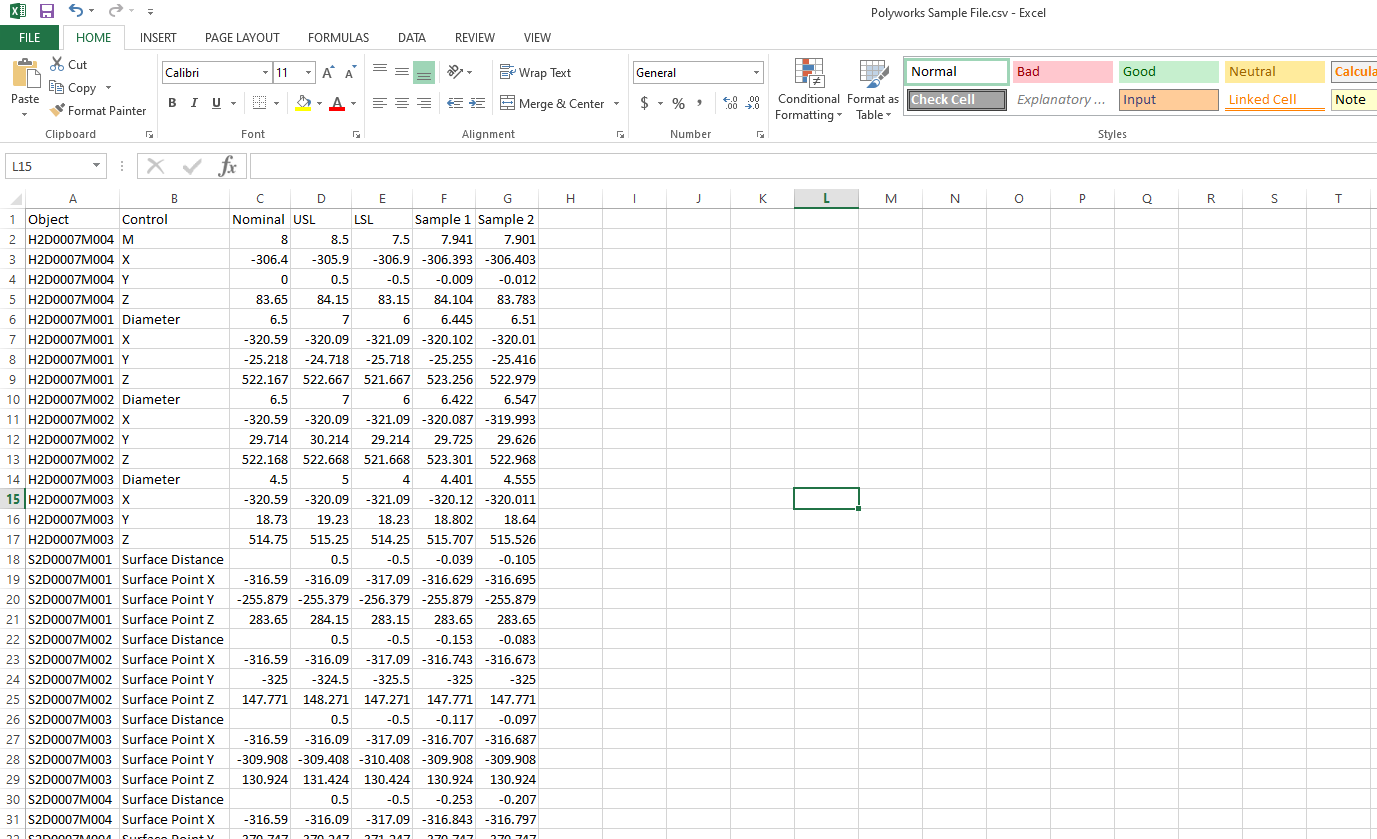 Polyworks Sample File.csv - Excel
FILE HOME INSERT PAGE LAYOUT FORMULAS DATA REVIEW VIEW
Paste
Cut
Copy
Format Painter
Clipboard
Calibri 11
B I U
Font
Wrap Text
Merge & Center
Alignment
General
$ % ,
Number
Conditional Formatting
Format as Table
Normal Bad Good Neutral Calcula
Check Cell Explanatory ... Input Linked Cell Note
Styles
L15 fx
A B C D E F G H I J K L M N O P Q R S T
1 Object Control Nominal USL LSL Sample 1 Sample 2
2 H2D0007M004 M 8 8.5 7.5 7.941 7.901
3 H2D0007M004 X -306.4 -305.9 -306.9 -306.393 -306.403
4 H2D0007M004 Y 0 0.5 -0.5 -0.009 -0.012
5 H2D0007M004 Z 83.65 84.15 83.15 84.104 83.783
6 H2D0007M001 Diameter 6.5 7 6 6.445 6.51
7 H2D0007M001 X -320.59 -320.09 -321.09 -320.102 -320.01
8 H2D0007M001 Y -25.218 -24.718 -25.718 -25.255 -25.416
9 H2D0007M001 Z 522.167 522.667 521.667 523.256 522.979
10 H2D0007M002 Diameter 6.5 7 6 6.422 6.547
11 H2D0007M002 X -320.59 -320.09 -321.09 -320.087 -319.993
12 H2D0007M002 Y 29.714 30.214 29.214 29.725 29.626
13 H2D0007M002 Z 522.168 522.668 521.668 523.301 522.968
14 H2D0007M003 Diameter 4.5 5 4 4.401 4.555
15 H2D0007M003 X -320.59 -320.09 -321.09 -320.12 -320.011
16 H2D0007M003 Y 18.73 19.23 18.23 18.802 18.64
17 H2D0007M003 Z 514.75 515.25 514.25 515.707 515.526
18 S2D0007M001 Surface Distance 0.5 -0.5 -0.039 -0.105
19 S2D0007M001 Surface Point X -316.59 -316.09 -317.09 -316.629 -316.695
20 S2D0007M001 Surface Point Y -255.879 -255.379 -256.379 -255.879 -255.879
21 S2D0007M001 Surface Point Z 283.65 284.15 283.15 283.65 283.65
22 S2D0007M002 Surface Distance 0.5 -0.5 -0.153 -0.083
23 S2D0007M002 Surface Point X -316.59 -316.09 -317.09 -316.743 -316.673
24 S2D0007M002 Surface Point Y -325 -324.5 -325.5 -325 -325
25 S2D0007M002 Surface Point Z 147.771 148.271 147.271 147.771 147.771
26 S2D0007M003 Surface Distance 0.5 -0.5 -0.117 -0.097
27 S2D0007M003 Surface Point X -316.59 -316.09 -317.09 -316.707 -316.687
28 S2D0007M003 Surface Point Y -309.908 -309.408 -310.408 -309.908 -309.908
29 S2D0007M003 Surface Point Z 130.924 131.424 130.424 130.924 130.924
30 S2D0007M004 Surface Distance 0.5 -0.5 -0.253 -0.207
31 S2D0007M004 Surface Point X -316.59 -316.09 -317.09 -316.843 -316.797